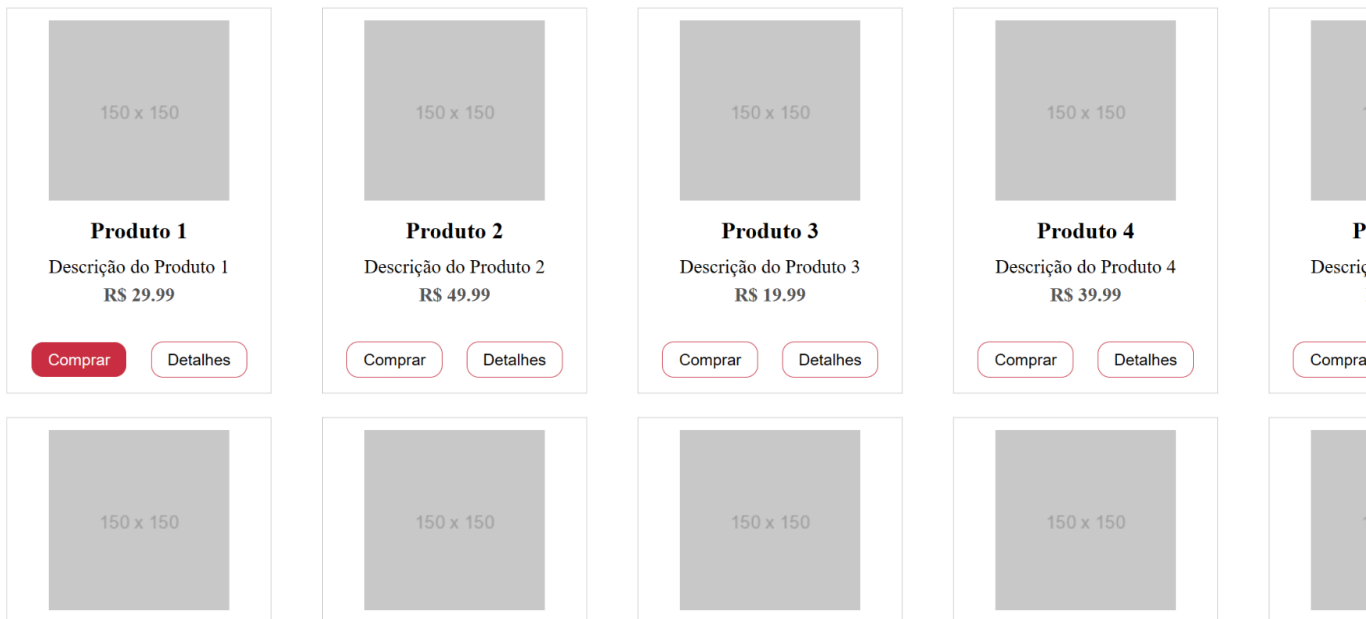 150 x 150
150 x 150
150 x 150
150 x 150
Produto 1
Produto 2
Produto 3
Produto 4
Descrição do Produto 1
Descrição do Produto 2
Descrição do Produto 3
Descrição do Produto 4
R$ 29.99
R$ 49.99
R$ 19.99
R$ 39.99
Comprar
Detalhes
Comprar
Detalhes
Comprar
Detalhes
Comprar
Detalhes
150 x 150
150 x 150
150 x 150
150 x 150